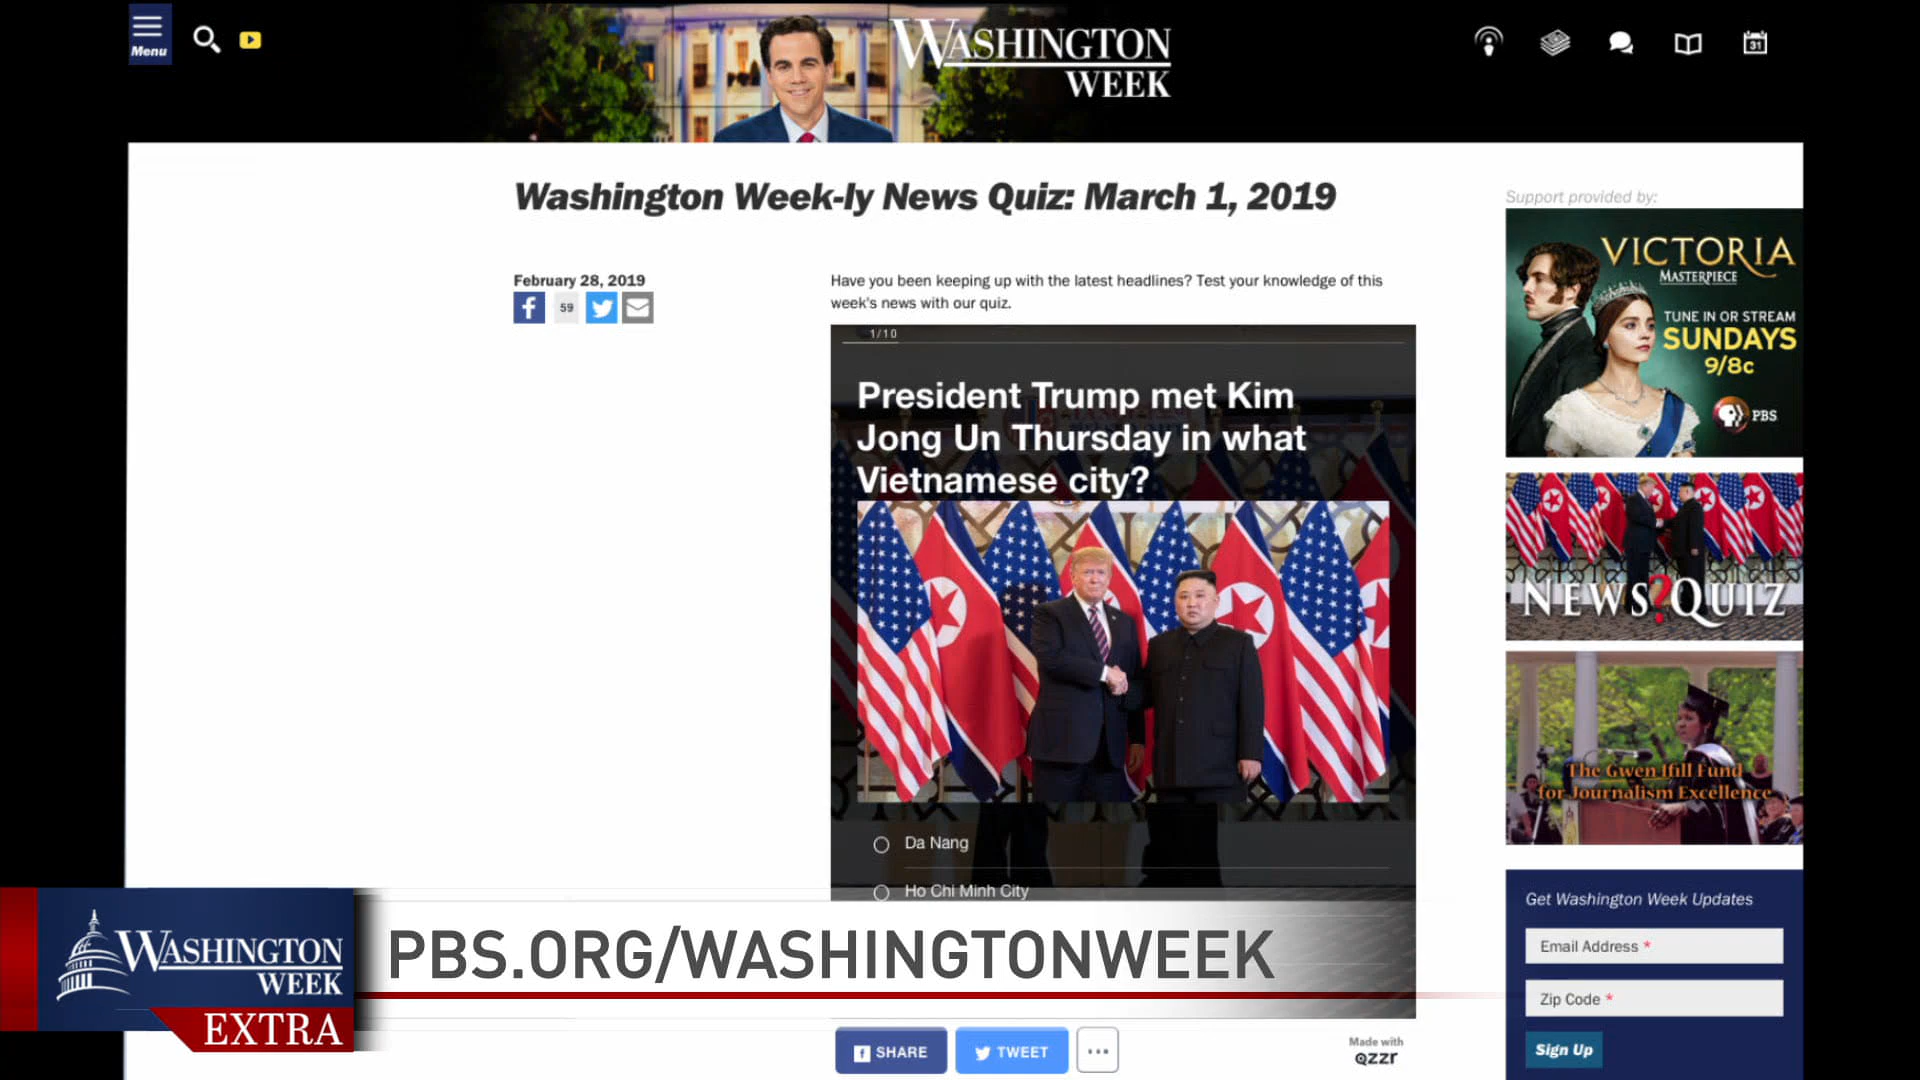 Menu
WASHINGTON
WEEK
31
Washington Week-ly News Quiz: March 1, 2019
February 28, 2019
59
Have you been keeping up with the latest headlines? Test your knowledge of this
week's news with our quiz.
1/10
President Trump met Kim
Jong Un Thursday in what
Vietnamese city?
Da Nang
Ho Chi Minh City
SHARE
TWEET
Made with
qzzr
Support provided by:
VICTORIA
MASTERPIECE
TUNE IN OR STREAM
SUNDAYS
9/8c
PBS
NEWS?QUIZ
The Gwen Ifill Fund
for Journalism Excellence
Get Washington Week Updates
Email Address *
Zip Code *
Sign Up
WASHINGTON
WEEK
EXTRA
PBS.ORG/WASHINGTONWEEK